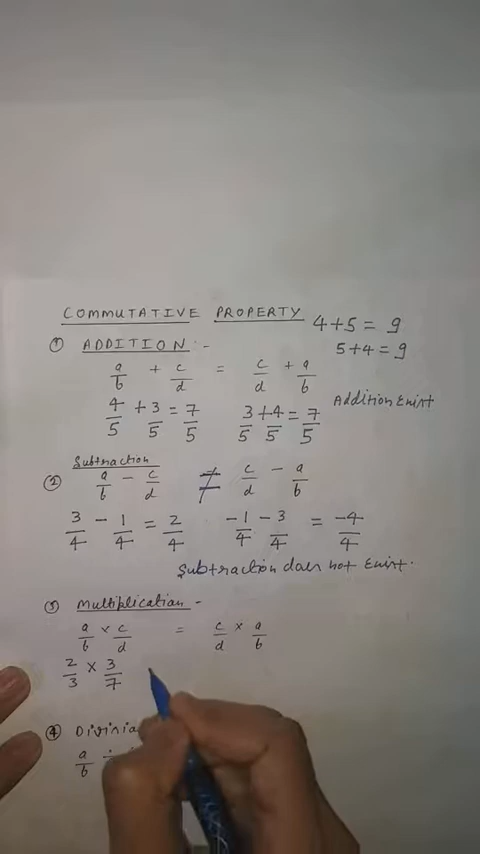 COMMUTATIVE PROPERTY
4+5 = 9
5+4 = 9
① ADDITION :-
a/b + c/d = c/d + a/b
4/5 + 3/5 = 7/5 3/5 + 4/5 = 7/5 Addition Exist
② Subtraction
a/b - c/d ≠ c/d - a/b
3/4 - 1/4 = 2/4 -1/4 - 3/4 = -4/4
Subtraction does not Exist.
③ Multiplication -
a/b × c/d = c/d × a/b
2/3 × 3/7
④
a/b ÷